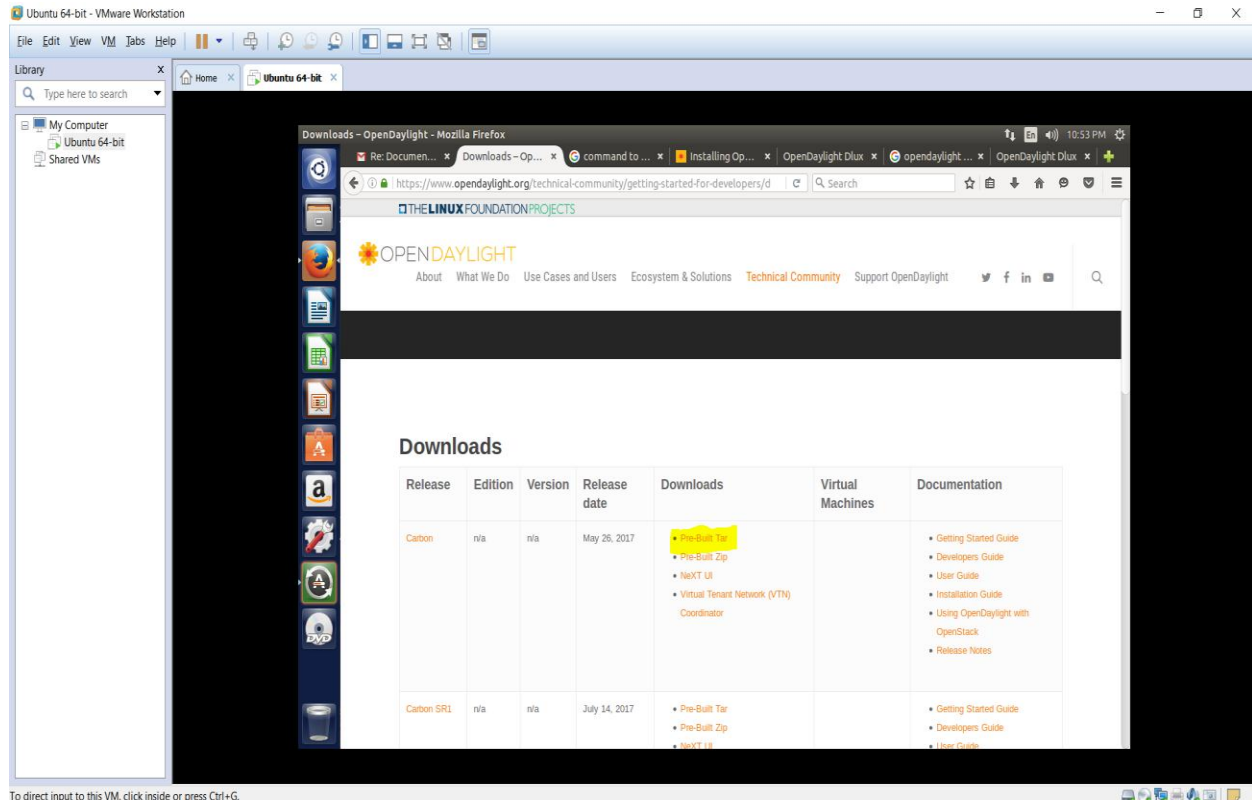 Ubuntu 64-bit - VMware Workstation
File Edit View VM Tabs Help
Library x
Home × Ubuntu 64-bit ×
Type here to search
My Computer
Ubuntu 64-bit
Shared VMs
Downloads – OpenDaylight - Mozilla Firefox En 10:53 PM
Re: Documen... × Downloads – Op... × command to ... × Installing Op... × OpenDaylight Dlux × opendaylight ... × OpenDaylight Dlux ×
https://www.opendaylight.org/technical-community/getting-started-for-developers/d Search
THE LINUX FOUNDATION PROJECTS
OPENDAYLIGHT
About What We Do Use Cases and Users Ecosystem & Solutions Technical Community Support OpenDaylight
Downloads
Release Edition Version Release date Downloads Virtual Machines Documentation
Carbon n/a n/a May 26, 2017
• Pre-Built Tar
• Pre-Built Zip
• NeXT UI
• Virtual Tenant Network (VTN)
Coordinator
• Getting Started Guide
• Developers Guide
• User Guide
• Installation Guide
• Using OpenDaylight with
OpenStack
• Release Notes
Carbon SR1 n/a n/a July 14, 2017
• Pre-Built Tar
• Pre-Built Zip
• NeXT UI
• Getting Started Guide
• Developers Guide
• User Guide
DVD
To direct input to this VM, click inside or press Ctrl+G.